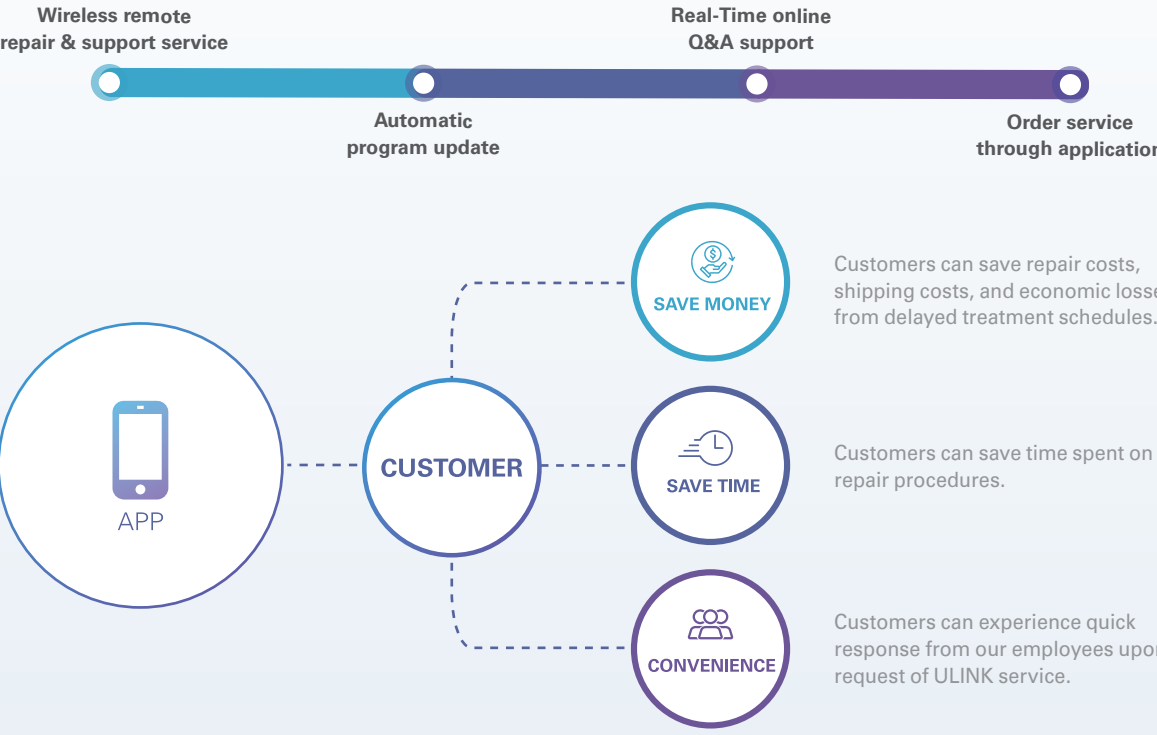 Wireless remote
repair & support service
Real-Time online
Q&A support
Automatic
program update
Order service
through application
SAVE MONEY
Customers can save repair costs,
shipping costs, and economic losse
from delayed treatment schedules.
APP
CUSTOMER
SAVE TIME
Customers can save time spent on
repair procedures.
CONVENIENCE
Customers can experience quick
response from our employees upon
request of ULINK service.